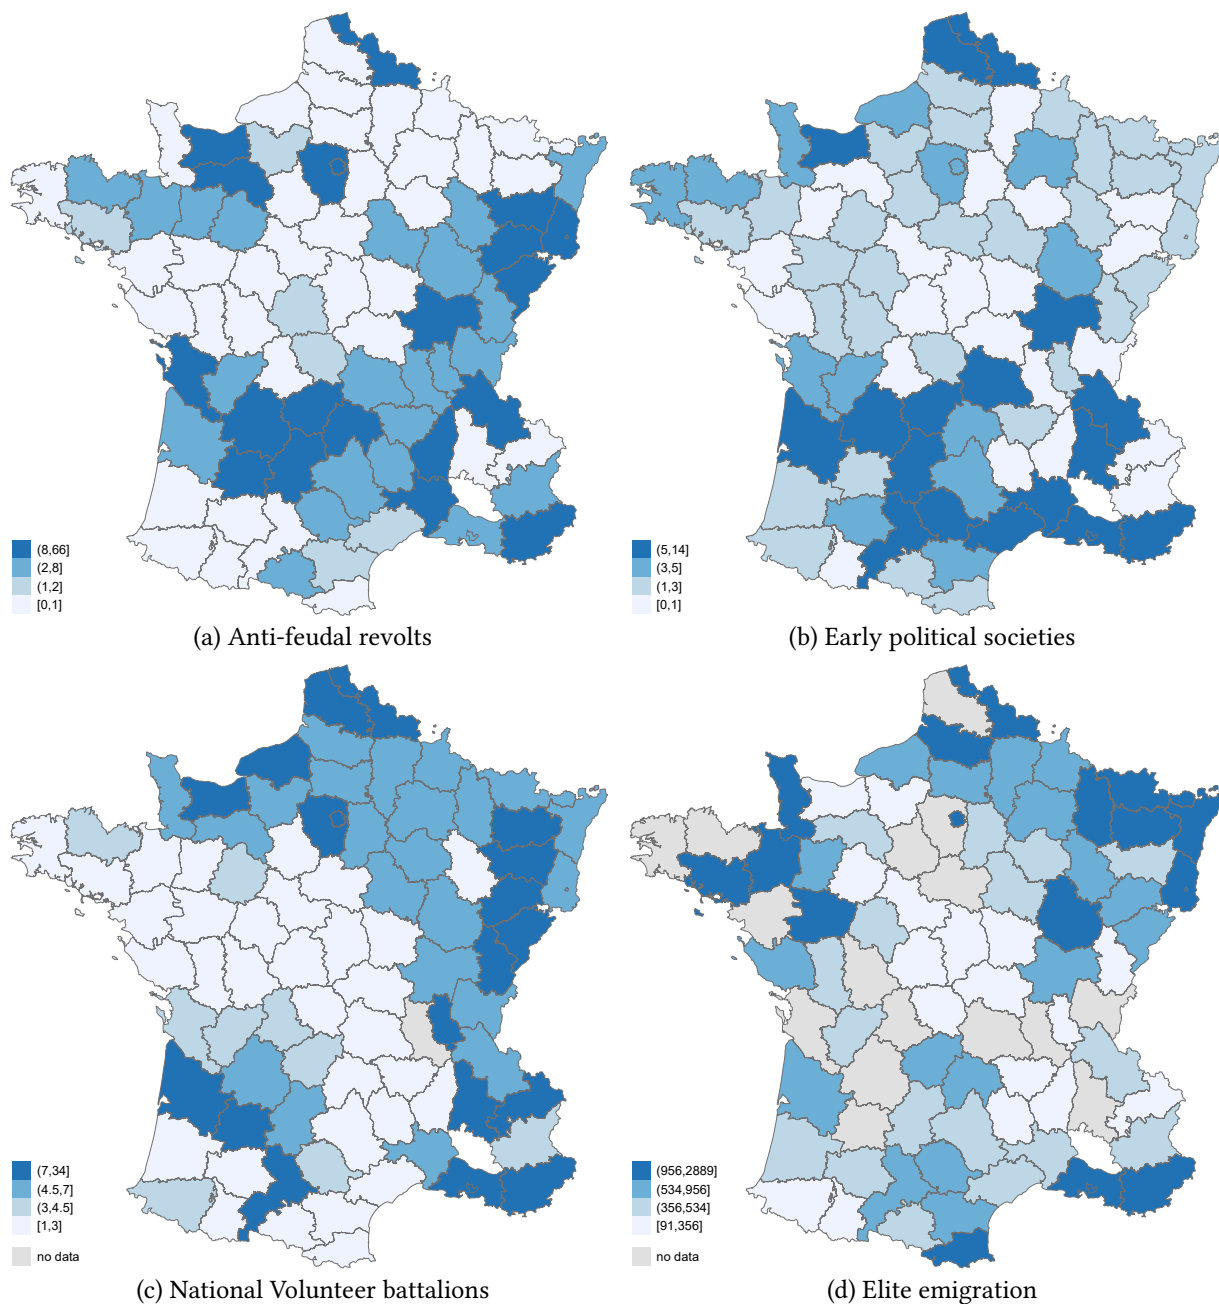 (8,66]
(2,8]
(1,2]
[0,1]
(a) Anti-feudal revolts
(5,14]
(3,5]
(1,3]
[0,1]
(b) Early political societies
(7,34]
(4.5,7]
(3,4.5]
[1,3]
no data
(c) National Volunteer battalions
(956,2889]
(534,956]
(356,534]
[91,356]
no data
(d) Elite emigration